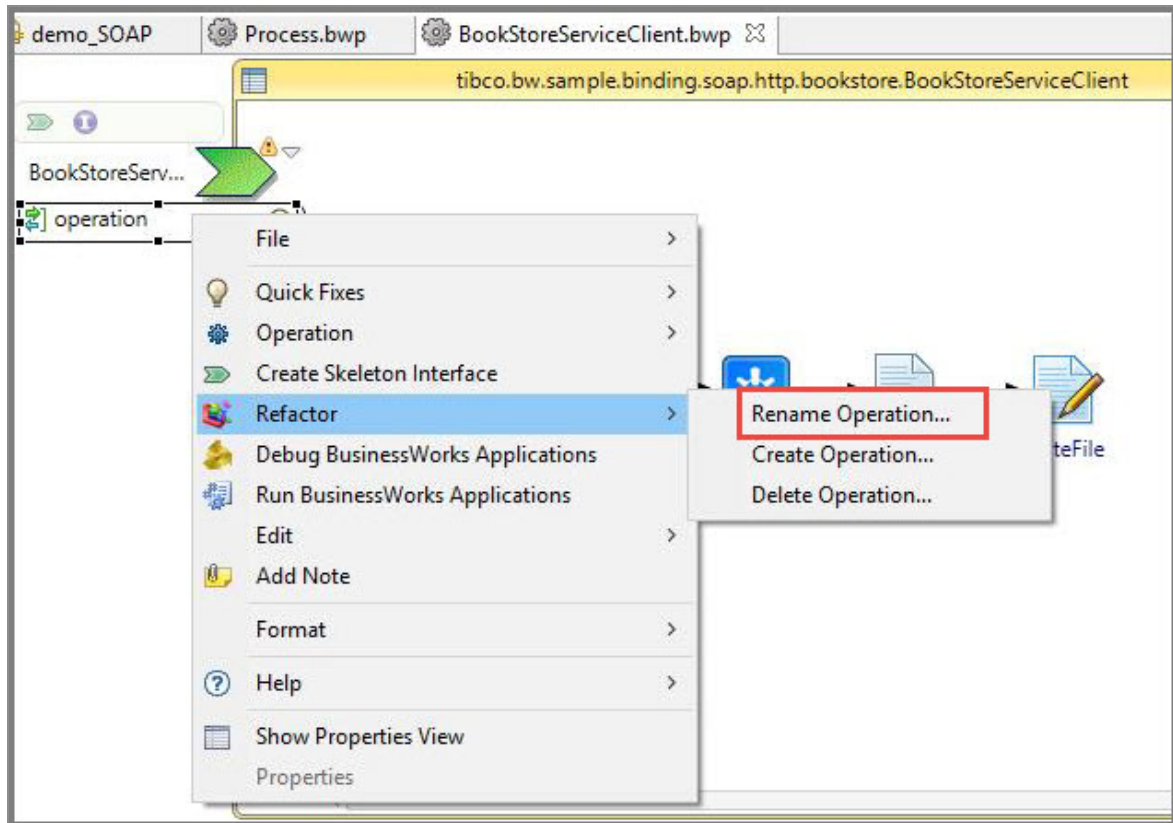 demo_SOAP
Process.bwp
BookStoreServiceClient.bwp
tibco.bw.sample.binding.soap.http.bookstore.BookStoreServiceClient
BookStoreServ...
operation
File
Quick Fixes
Operation
Create Skeleton Interface
Refactor
Rename Operation...
Create Operation...
teFile
Delete Operation...
Debug BusinessWorks Applications
Run BusinessWorks Applications
Edit
Add Note
Format
Help
Show Properties View
Properties